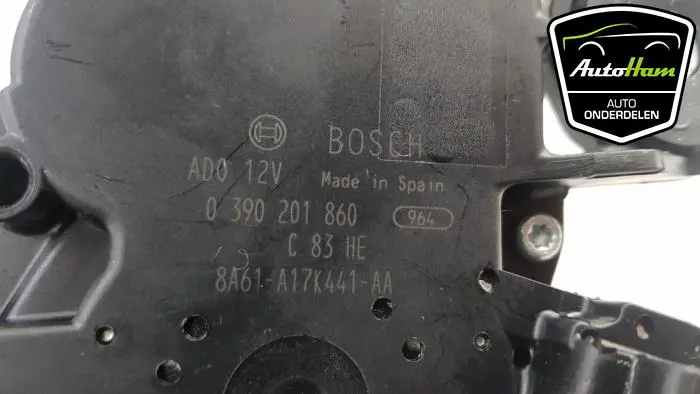 AutoHam
AUTO
ONDERDELEN
BOSCH
AD0 12V
Made in Spain
0 390 201 860
964
C 83 HE
8A61-A17K441-AA